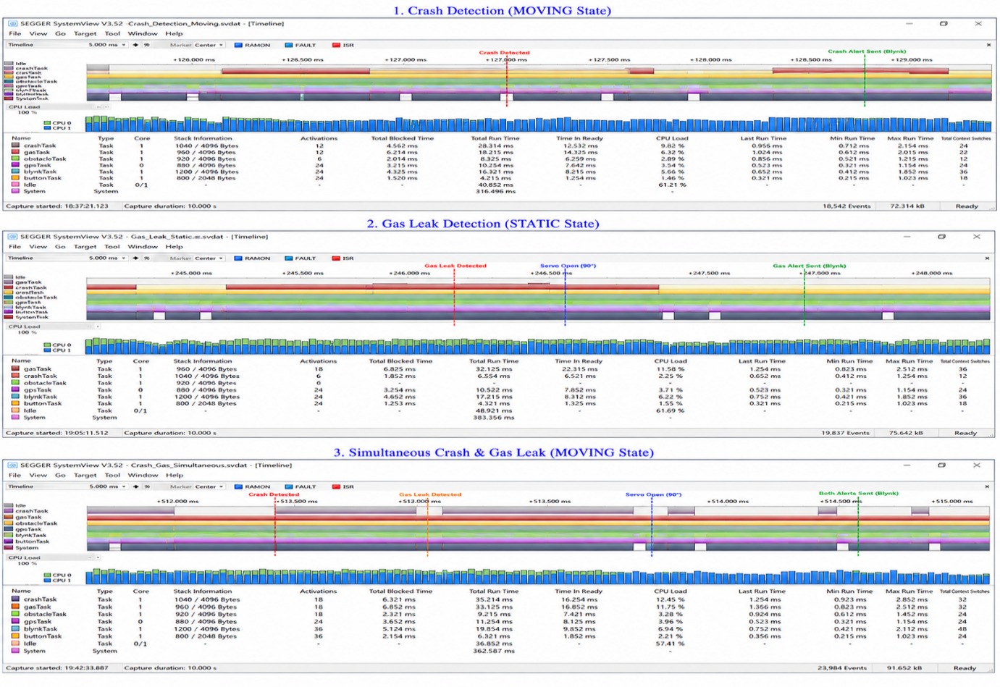 1. Crash Detection (MOVING State)
SEGGER SystemView V3.52 -Crash_Detection_Moving.svdat - [Timeline]
File View Go Target Tool Window Help
Timeline 5.000 ms % Marker Center RAMON FAULT ISR
Crash Detected Crash Alert Sent (Blynk)
+126.000 ms +126.500 ms +127.000 ms +127.000 ms +127.500 ms +128.000 ms +128.500 ms +129.000 ms
Idle
crashTask
gasTask
obstacleTask
CPU Load
100 %
CPU 0
CPU 1
Name Type Core Stack Information Activations Total Blocked Time Total Run Time Time In Ready CPU Load Last Run Time Min Run Time Max Run Time Total Context Switches
crashTask Task 1 1040 / 4096 Bytes 12 4.562 ms 28.314 ms 12.532 ms 9.82 % 0.956 ms 0.712 ms 2.154 ms 24
gasTask Task 1 960 / 4096 Bytes 12 6.214 ms 18.215 ms 14.325 ms 6.32 % 1.024 ms 0.612 ms 2.015 ms 22
obstacleTask Task 1 920 / 4096 Bytes 6 2.014 ms 8.325 ms 6.259 ms 2.89 % 0.856 ms 0.521 ms 1.215 ms 12
gpsTask Task 0 880 / 4096 Bytes 24 3.215 ms 10.254 ms 7.642 ms 3.54 % 0.523 ms 0.321 ms 1.154 ms 24
blynkTask Task 1 1200 / 4096 Bytes 24 4.325 ms 16.321 ms 8.215 ms 5.66 % 0.652 ms 0.412 ms 1.852 ms 36
buttonTask Task 1 800 / 2048 Bytes 24 1.520 ms 4.215 ms 1.254 ms 1.46 % 0.321 ms 0.215 ms 1.023 ms 18
Idle Task 0/1 - - 40.852 ms - 61.21 % - - - -
System System 316.496 ms -
Capture started: 18:37:21.123 Capture duration: 10.000 s 18,542 Events 72.314 kB Ready
2. Gas Leak Detection (STATIC State)
SEGGER SystemView V3.52 - Gas_Leak_Static.svdat - [Timeline]
File View Go Target Tool Window Help
Timeline 5.000 ms % Marker Center RAMON FAULT ISR
Gas Leak Detected Servo Open (90°) Gas Alert Sent (Blynk)
+245.000 ms +245.500 ms +246.000 ms +246.500 ms +247.500 ms +247.000 ms +248.000 ms
Idle
gasTask
crashTask
obstacleTask
gpsTask
blynkTask
CPU Load
100 %
CPU 0
CPU 1
Name Type Core Stack Information Activations Total Blocked Time Total Run Time Time In Ready CPU Load Last Run Time Min Run Time Max Run Time Total Context Switches
gasTask Task 1 960 / 4096 Bytes 18 6.825 ms 32.125 ms 22.315 ms 11.58 % 1.254 ms 0.823 ms 2.512 ms 36
crashTask Task 1 1040 / 4096 Bytes 6 1.852 ms 6.554 ms 6.521 ms 2.25 % 0.652 ms 0.412 ms 1.254 ms 12
obstacleTask Task 1 920 / 4096 Bytes 6 - - - - - - - -
gpsTask Task 0 880 / 4096 Bytes 24 3.254 ms 10.522 ms 7.852 ms 3.71 % 0.523 ms 0.321 ms 1.154 ms 24
blynkTask Task 1 1200 / 4096 Bytes 24 4.652 ms 17.215 ms 8.312 ms 6.22 % 0.752 ms 0.421 ms 1.852 ms 36
buttonTask Task 1 800 / 2048 Bytes 24 1.253 ms 4.321 ms 1.325 ms 1.55 % 0.321 ms 0.215 ms 1.023 ms 18
Idle Task 0/1 - - 48.921 ms - 61.69 % - - - -
System System 383.356 ms -
Capture started: 19:05:11.512 Capture duration: 10.000 s 19,837 Events 75.642 kB Ready
3. Simultaneous Crash & Gas Leak (MOVING State)
SEGGER SystemView V3.52 - Crash_Gas_Simultaneous.svdat - [Timeline]
File View Go Target Tool Window Help
Timeline 5.000 ms % Marker Center RAMON FAULT ISR
Crash Detected Gas Leak Detected Servo Open (90°) Both Alerts Sent (Blynk)
+512.000 ms +513.500 ms +512.000 ms +513.500 ms +514.000 ms +514.500 ms +515.000 ms
Idle
crashTask
gasTask
obstacleTask
gpsTask
blynkTask
buttonTask
System
CPU Load
100 %
CPU 0
CPU 1
Name Type Core Stack Information Activations Total Blocked Time Total Run Time Time In Ready CPU Load Last Run Time Min Run Time Max Run Time Total Context Switches
crashTask Task 1 1040 / 4096 Bytes 18 6.321 ms 35.214 ms 16.254 ms 12.45 % 1.254 ms 0.923 ms 2.852 ms 32
gasTask Task 1 960 / 4096 Bytes 18 6.852 ms 33.125 ms 16.852 ms 11.75 % 1.356 ms 0.823 ms 2.512 ms 32
obstacleTask Task 1 920 / 4096 Bytes 18 2.321 ms 9.215 ms 7.421 ms 3.28 % 0.924 ms 0.612 ms 1.452 ms 24
gpsTask Task 0 880 / 4096 Bytes 24 3.652 ms 11.254 ms 8.125 ms 3.96 % 0.523 ms 0.321 ms 1.154 ms 24
blynkTask Task 1 1200 / 4096 Bytes 36 5.124 ms 19.854 ms 9.852 ms 6.94 % 0.752 ms 0.421 ms 2.112 ms 48
buttonTask Task 1 800 / 2048 Bytes 36 2.154 ms 6.321 ms 1.852 ms 2.21 % 0.356 ms 0.215 ms 1.023 ms 24
Idle Task 0/1 - - 36.852 ms - 57.41 % - - - -
System System 362.587 ms -
Capture started: 19:42:33.887 Capture duration: 10.000 s 23,984 Events 91.652 kB Ready